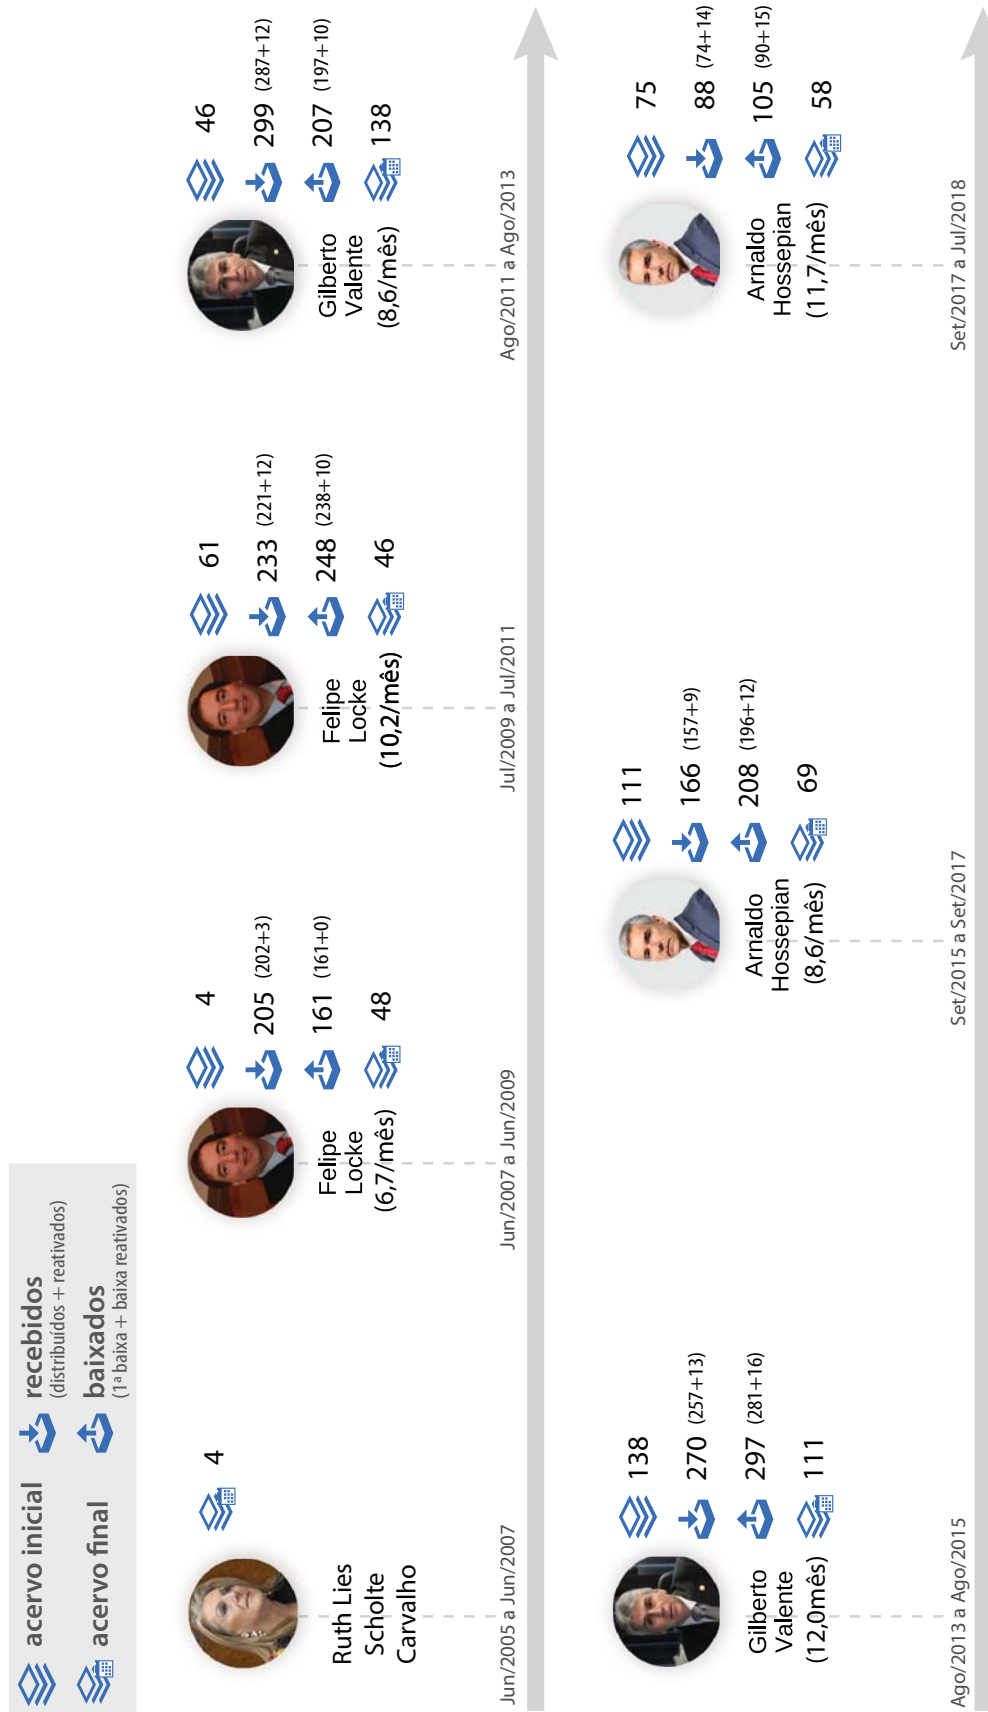 acervo inicial
recebidos
(distribuídos + reativados)
acervo final
baixados
(1ª baixa + baixa reativados)
4
Ruth Lies
Scholte
Carvalho
Jun/2005 a Jun/2007
4
205 (202+3)
161 (161+0)
48
Felipe
Locke
(6,7/mês)
Jun/2007 a Jun/2009
61
233 (221+12)
248 (238+10)
46
Felipe
Locke
(10,2/mês)
Jul/2009 a Jul/2011
46
299 (287+12)
207 (197+10)
138
Gilberto
Valente
(8,6/mês)
Ago/2011 a Ago/2013
138
270 (257+13)
297 (281+16)
111
Gilberto
Valente
(12,0mês)
Ago/2013 a Ago/2015
111
166 (157+9)
208 (196+12)
69
Arnaldo
Hossepian
(8,6/mês)
Set/2015 a Set/2017
75
88 (74+14)
105 (90+15)
58
Arnaldo
Hossepian
(11,7/mês)
Set/2017 a Jul/2018